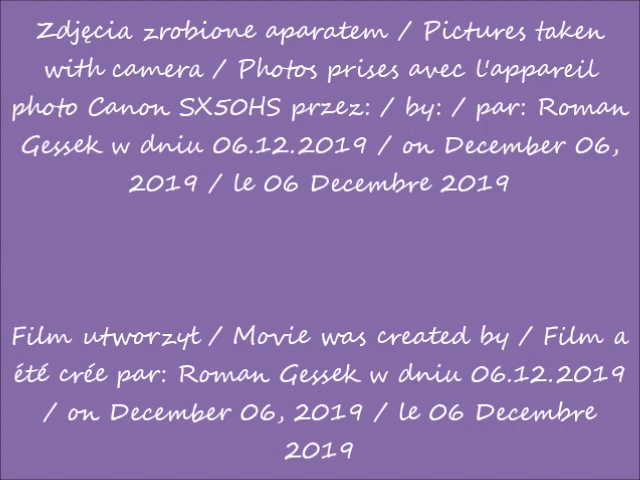 Zdjęcia zrobione aparatem / Pictures taken
with camera / Photos prises avec l'appareil
photo Canon SX50HS przez: / by: / par: Roman
Gessek w dniu 06.12.2019 / on December 06,
2019 / le 06 Decembre 2019
Film utworzył / Movie was created by / Film a
été crée par: Roman Gessek w dniu 06.12.2019
/ on December 06, 2019 / le 06 Decembre
2019